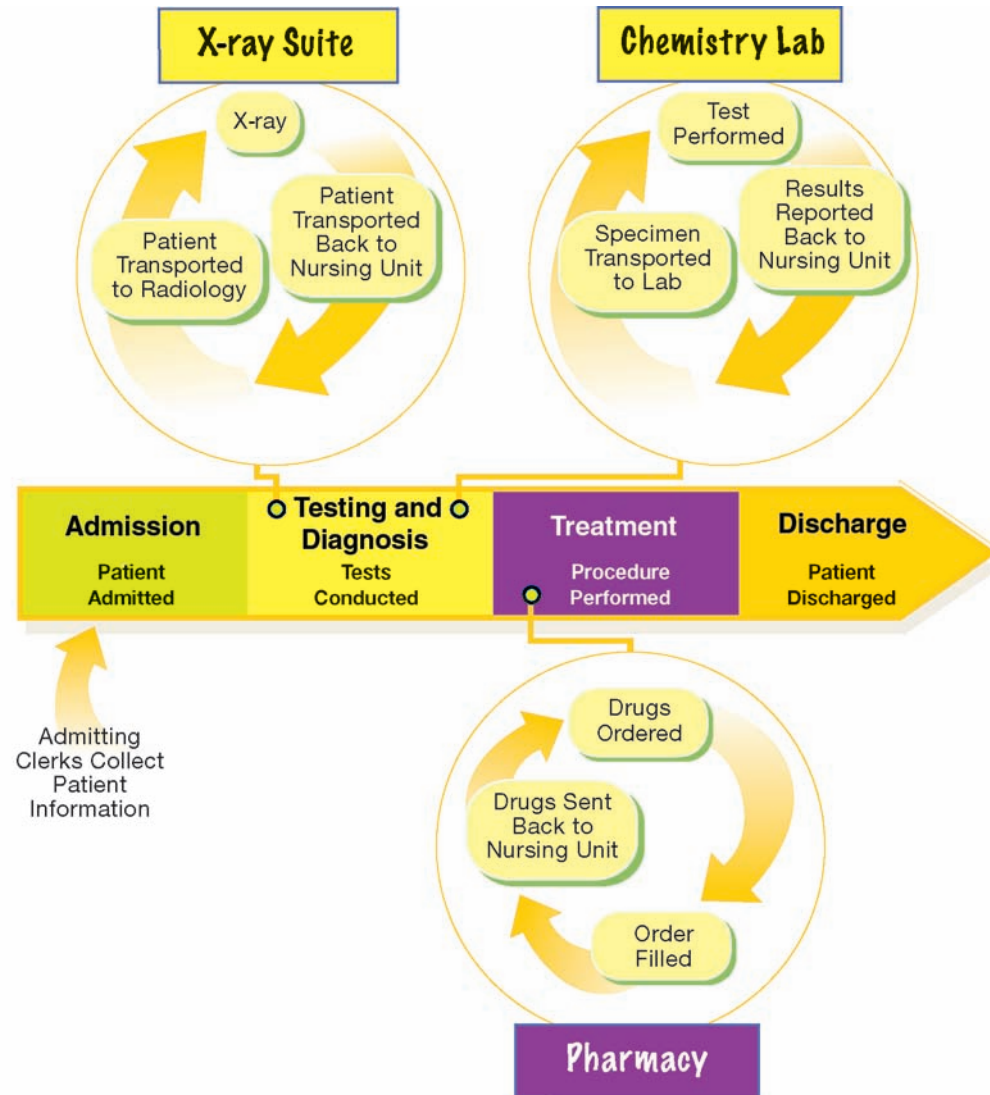 X-ray Suite
Chemistry Lab
X-ray
Patient
Transported
Back to
Nursing Unit
Patient
Transported
to Radiology
Test
Performed
Results
Reported
Back to
Nursing Unit
Specimen
Transported
to Lab
Admission
Patient
Admitted
Testing and
Diagnosis
Tests
Conducted
Treatment
Procedure
Performed
Discharge
Patient
Discharged
Admitting
Clerks Collect
Patient
Information
Drugs
Ordered
Drugs Sent
Back to
Nursing Unit
Order
Filled
Pharmacy